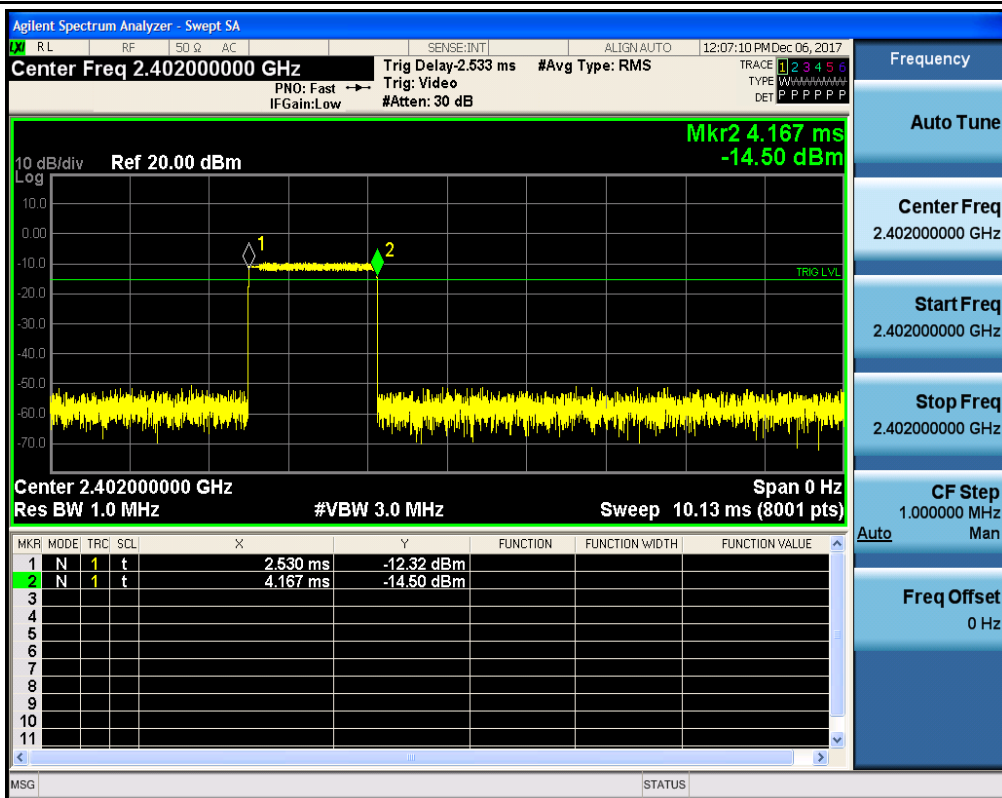 Agilent Spectrum Analyzer - Swept SA
LXI RL RF 50 Ω AC SENSE:INT ALIGN AUTO 12:07:10 PM Dec 06, 2017
Center Freq 2.402000000 GHz
PNO: Fast
IFGain:Low
Trig Delay-2.533 ms
Trig: Video
#Atten: 30 dB
#Avg Type: RMS
TRACE 1 2 3 4 5 6
TYPE
DET P P P P P P
Mkr2 4.167 ms
-14.50 dBm
10 dB/div Ref 20.00 dBm
Log
10.0
0.00
-10.0
-20.0
-30.0
-40.0
-50.0
-60.0
-70.0
1
2
TRIG LVL
Center 2.402000000 GHz Span 0 Hz
Res BW 1.0 MHz #VBW 3.0 MHz Sweep 10.13 ms (8001 pts)
MKR MODE TRC SCL X Y FUNCTION FUNCTION WIDTH FUNCTION VALUE
1 N 1 t 2.530 ms -12.32 dBm
2 N 1 t 4.167 ms -14.50 dBm
3
4
5
6
7
8
9
10
11
MSG STATUS
Frequency
Auto Tune
Center Freq
2.402000000 GHz
Start Freq
2.402000000 GHz
Stop Freq
2.402000000 GHz
CF Step
1.000000 MHz
Auto Man
Freq Offset
0 Hz